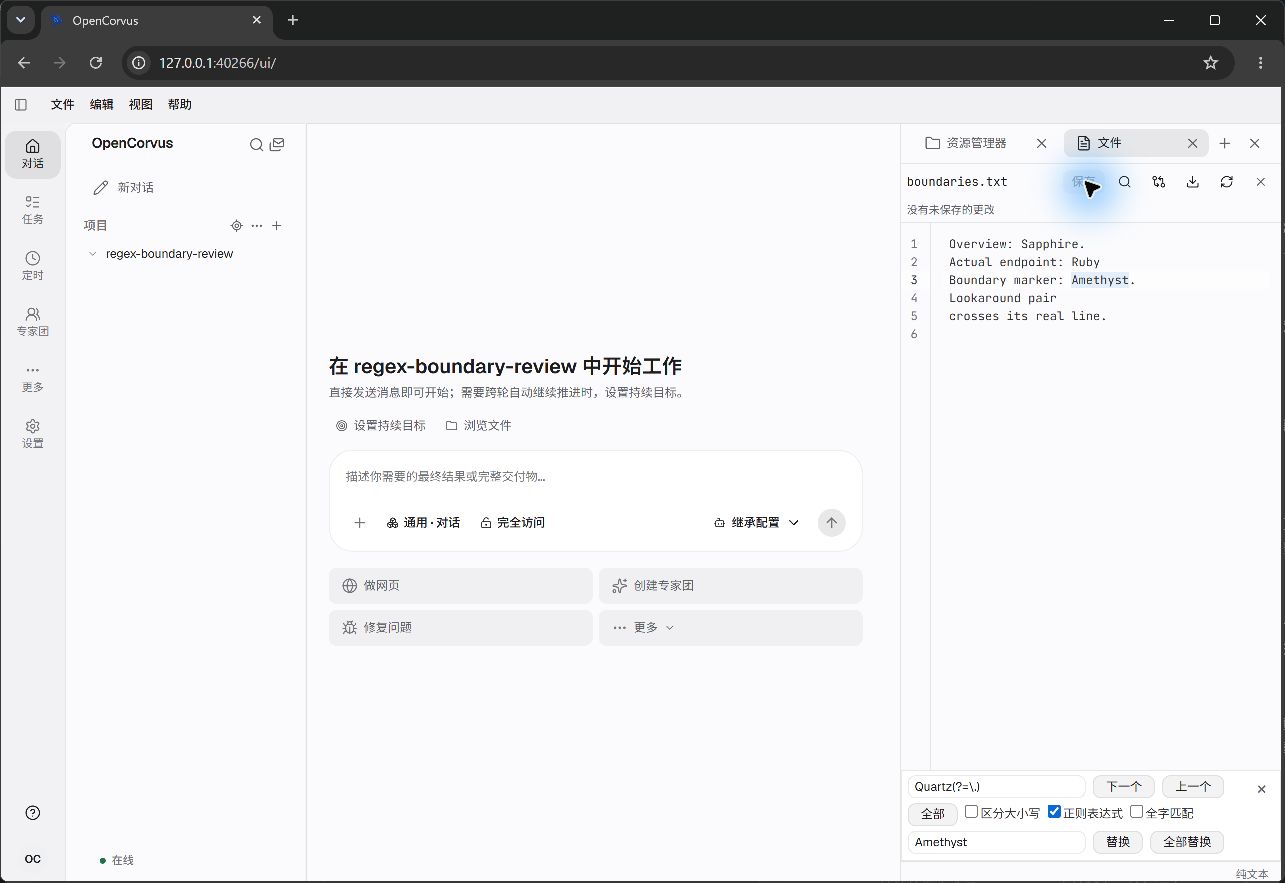 OpenCorvus
127.0.0.1:40266/ui/
文件 编辑 视图 帮助
对话
任务
定时
专家团
更多
设置
OC
OpenCorvus
新对话
项目
regex-boundary-review
在线
在 regex-boundary-review 中开始工作
直接发送消息即可开始；需要跨轮自动继续推进时，设置持续目标。
设置持续目标 浏览文件
描述你需要的最终结果或完整交付物...
通用 · 对话 完全访问 继承配置
做网页 创建专家团
修复问题 更多
资源管理器 文件
boundaries.txt 保存
没有未保存的更改
1 Overview: Sapphire.
2 Actual endpoint: Ruby
3 Boundary marker: Amethyst.
4 Lookaround pair
5 crosses its real line.
6
Quartz(?=\.) 下一个 上一个
全部 区分大小写 正则表达式 全字匹配
Amethyst 替换 全部替换
纯文本